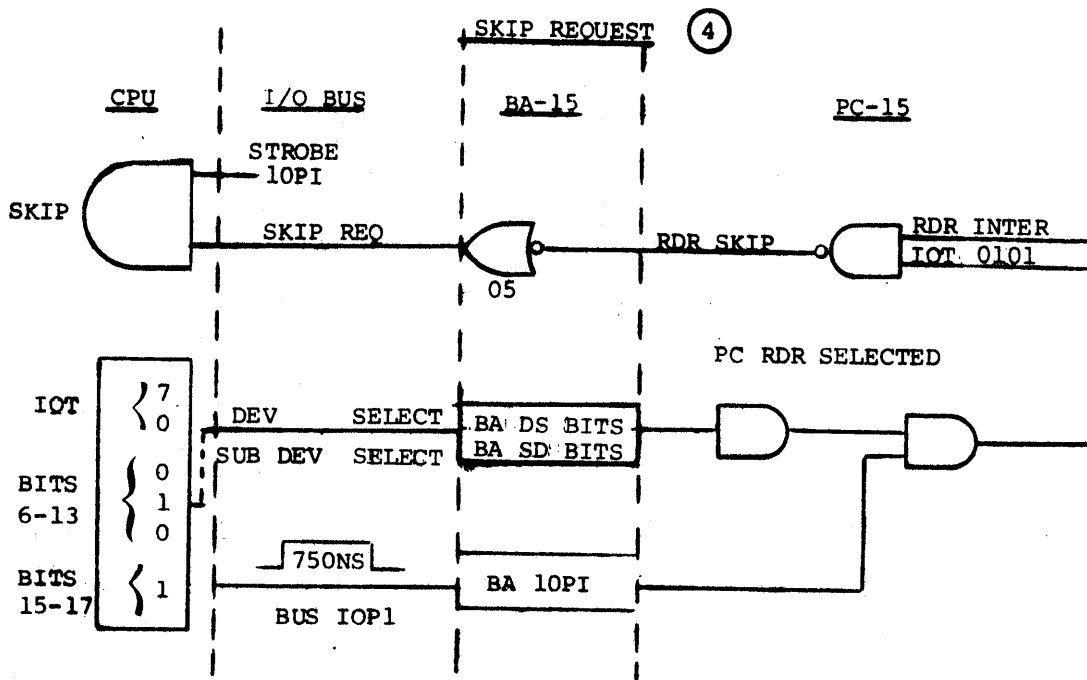 SKIP REQUEST
4
CPU
I/O BUS
BA-15
PC-15
STROBE
1OPI
SKIP
SKIP REQ
05
RDR SKIP
RDR INTER
IOT 0101
PC RDR SELECTED
IOT
7
0
DEV SELECT
SUB DEV SELECT
BA DS BITS
BA SD BITS
BITS
6-13
0
1
0
BITS
15-17
1
750NS
BUS IOP1
BA 1OPI